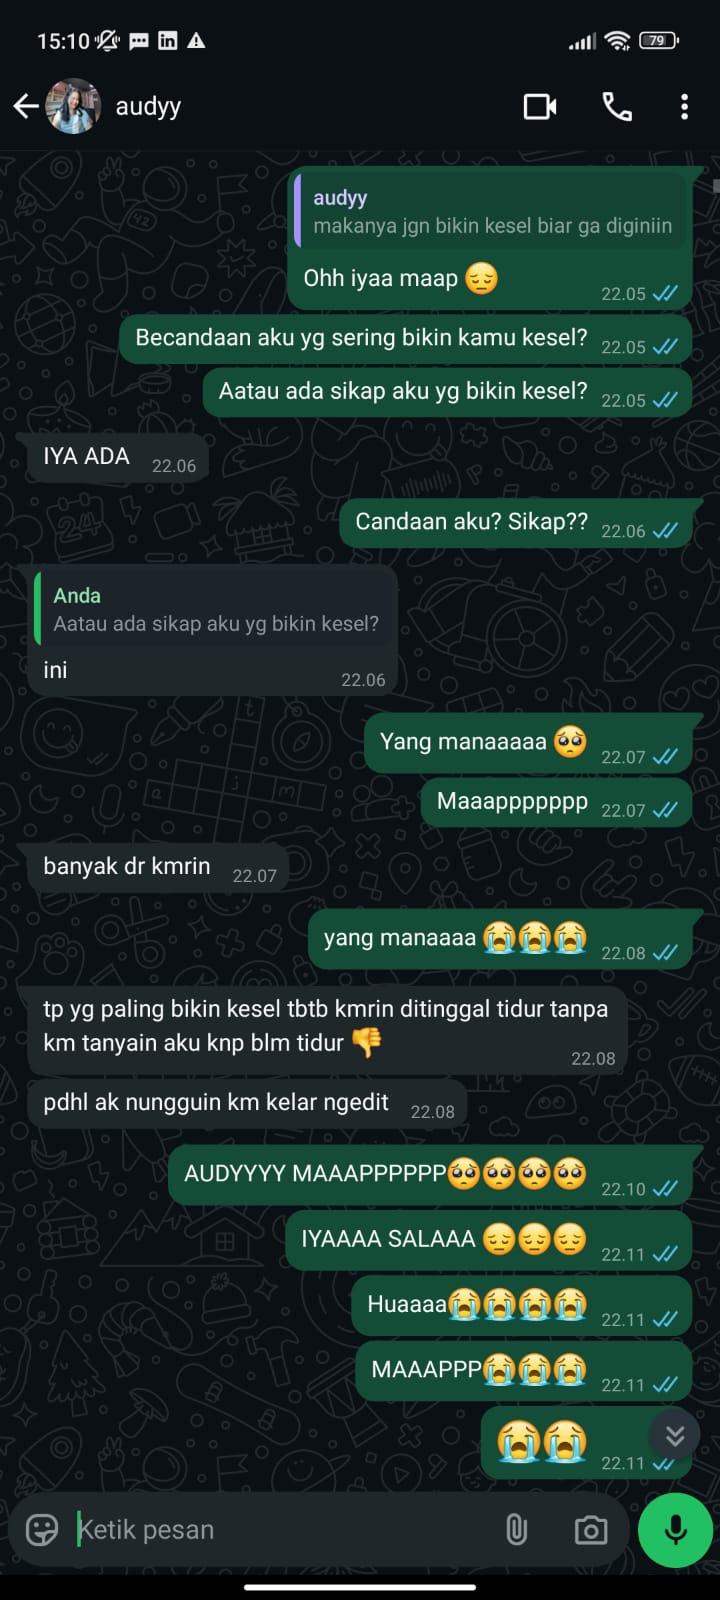 15:10
79
audyy
audyy
makanya jgn bikin kesel biar ga diginiin
Ohh iyaa maap 😔
22.05
Becandaan aku yg sering bikin kamu kesel?
22.05
Aatau ada sikap aku yg bikin kesel?
22.05
IYA ADA
22.06
Candaan aku? Sikap??
22.06
Anda
Aatau ada sikap aku yg bikin kesel?
ini
22.06
Yang manaaaaa 🥺
22.07
Maaappppppp
22.07
banyak dr kmrin
22.07
yang manaaaa 😭😭😭
22.08
tp yg paling bikin kesel tbtb kmrin ditinggal tidur tanpa
km tanyain aku knp blm tidur 👎
22.08
pdhl ak nungguin km kelar ngedit
22.08
AUDYYYY MAAAPPPPPP🥺🥺🥺🥺
22.10
IYAAAA SALAAA 😔😔😔
22.11
Huaaaa😭😭😭😭
22.11
MAAAPPP😭😭😭
22.11
😭😭
22.11
Ketik pesan